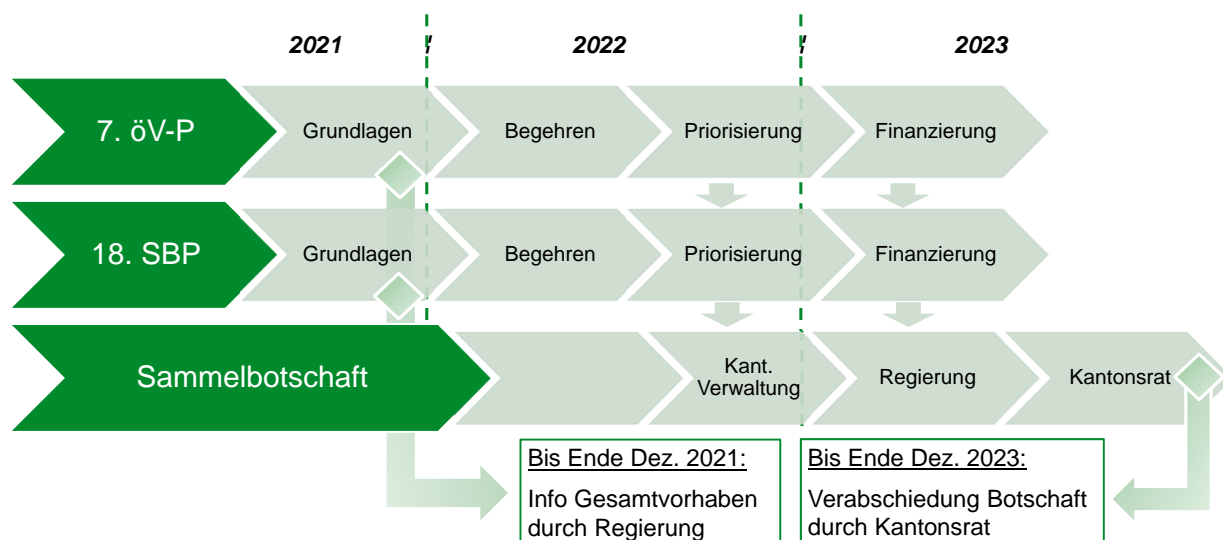 2021 / 2022 / 2023
7. öV-P
Grundlagen
Begehren
Priorisierung
Finanzierung
18. SBP
Grundlagen
Begehren
Priorisierung
Finanzierung
Sammelbotschaft
Kant.
Verwaltung
Regierung
Kantonsrat
Bis Ende Dez. 2021:
Info Gesamtvorhaben
durch Regierung
Bis Ende Dez. 2023:
Verabschiedung Botschaft
durch Kantonsrat